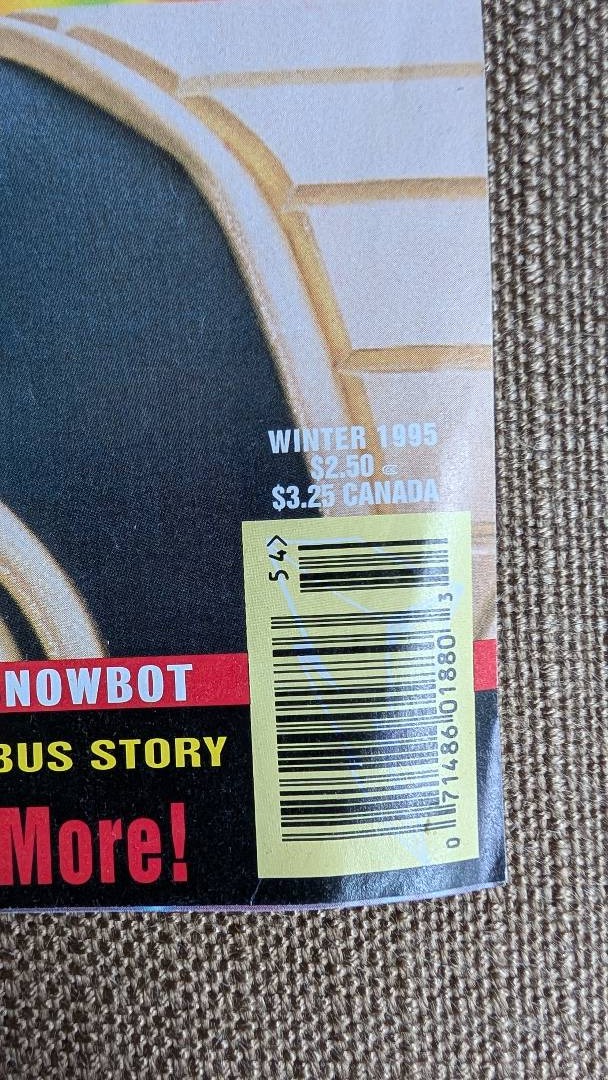 WINTER 1995
$2.50
$3.25 CANADA
54>
0 71486 01880 3
NOWBOT
BUS STORY
More!